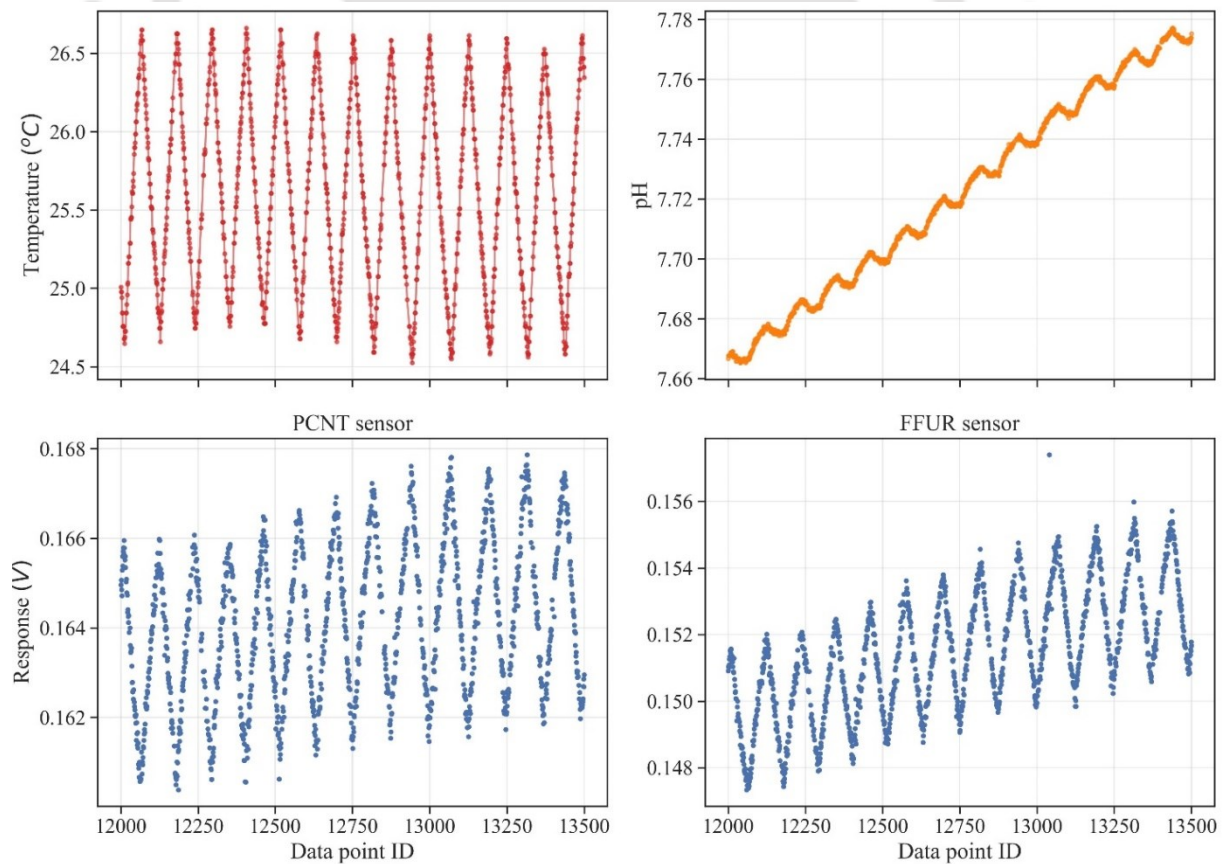 7.78
26.5
7.76
26.0
7.74
Temperature (°C)
pH
7.72
25.5
7.70
25.0
7.68
24.5
7.66
PCNT sensor
FFUR sensor
0.168
0.156
0.166
0.154
Response (V)
0.164
0.152
0.150
0.162
0.148
12000 12250 12500 12750 13000 13250 13500
12000 12250 12500 12750 13000 13250 13500
Data point ID
Data point ID